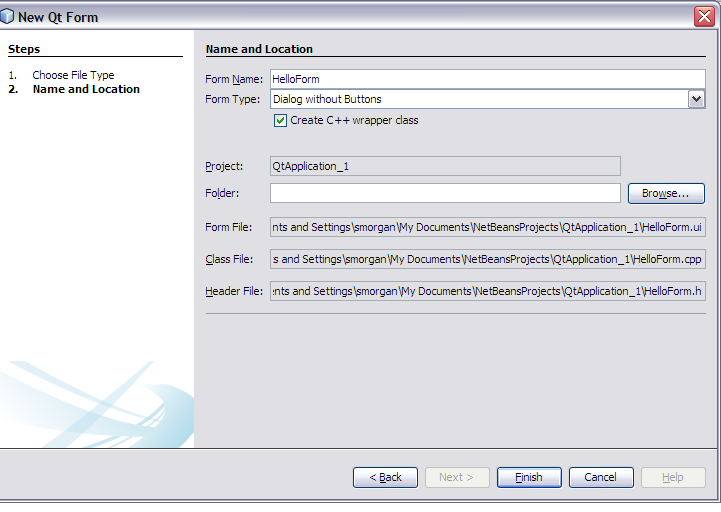 New Qt Form
Steps
1. Choose File Type
2. Name and Location
Name and Location
Form Name: HelloForm
Form Type: Dialog without Buttons
Create C++ wrapper class
Project: QtApplication_1
Folder: Browse...
Form File: nts and Settings\smorgan\My Documents\NetBeansProjects\QtApplication_1\HelloForm.ui
Class File: s and Settings\smorgan\My Documents\NetBeansProjects\QtApplication_1\HelloForm.cpp
Header File: ents and Settings\smorgan\My Documents\NetBeansProjects\QtApplication_1\HelloForm.h
< Back Next > Finish Cancel Help